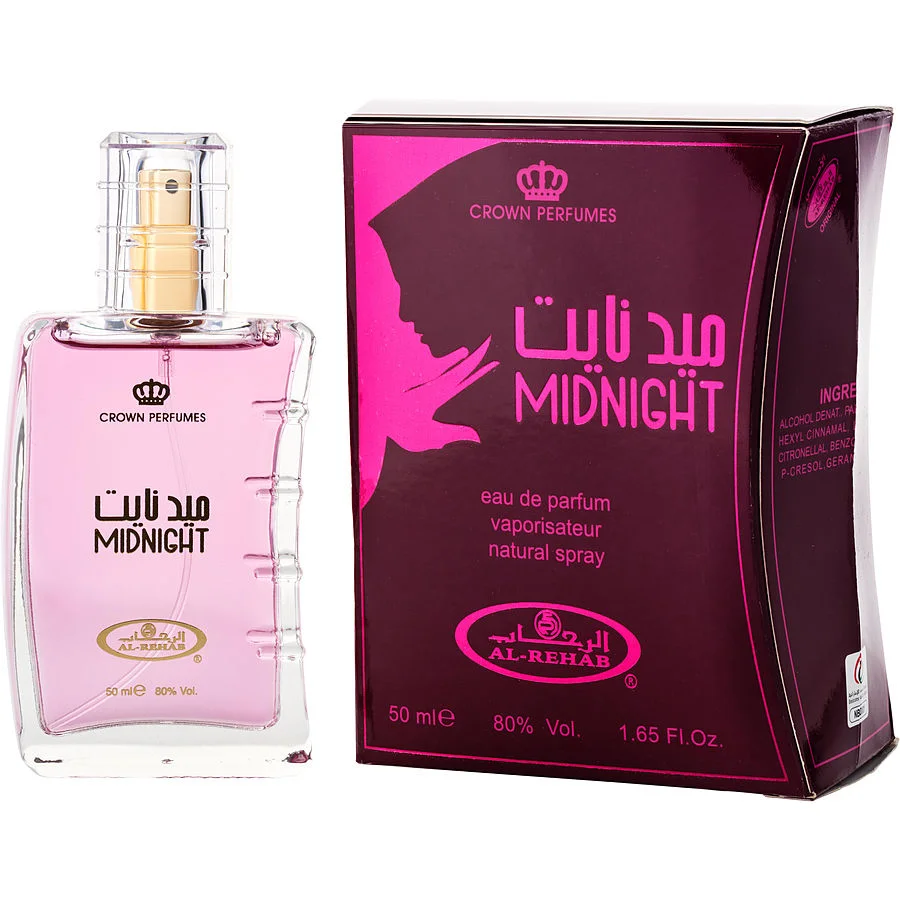 CROWN PERFUMES
ميد نايت
MIDNIGHT
الرحاب
AL-REHAB
®
50 ml e 80% Vol.
CROWN PERFUMES
ميد نايت
MIDNIGHT
eau de parfum
vaporisateur
natural spray
الرحاب
AL-REHAB
®
50 ml e 80% Vol. 1.65 Fl.Oz.
ORIGINAL
INGRE
ALCOHOL DENAT. PA
HEXYL CINNAMAL,
CITRONELLAL, BENZO
P-CRESOL, GERAN